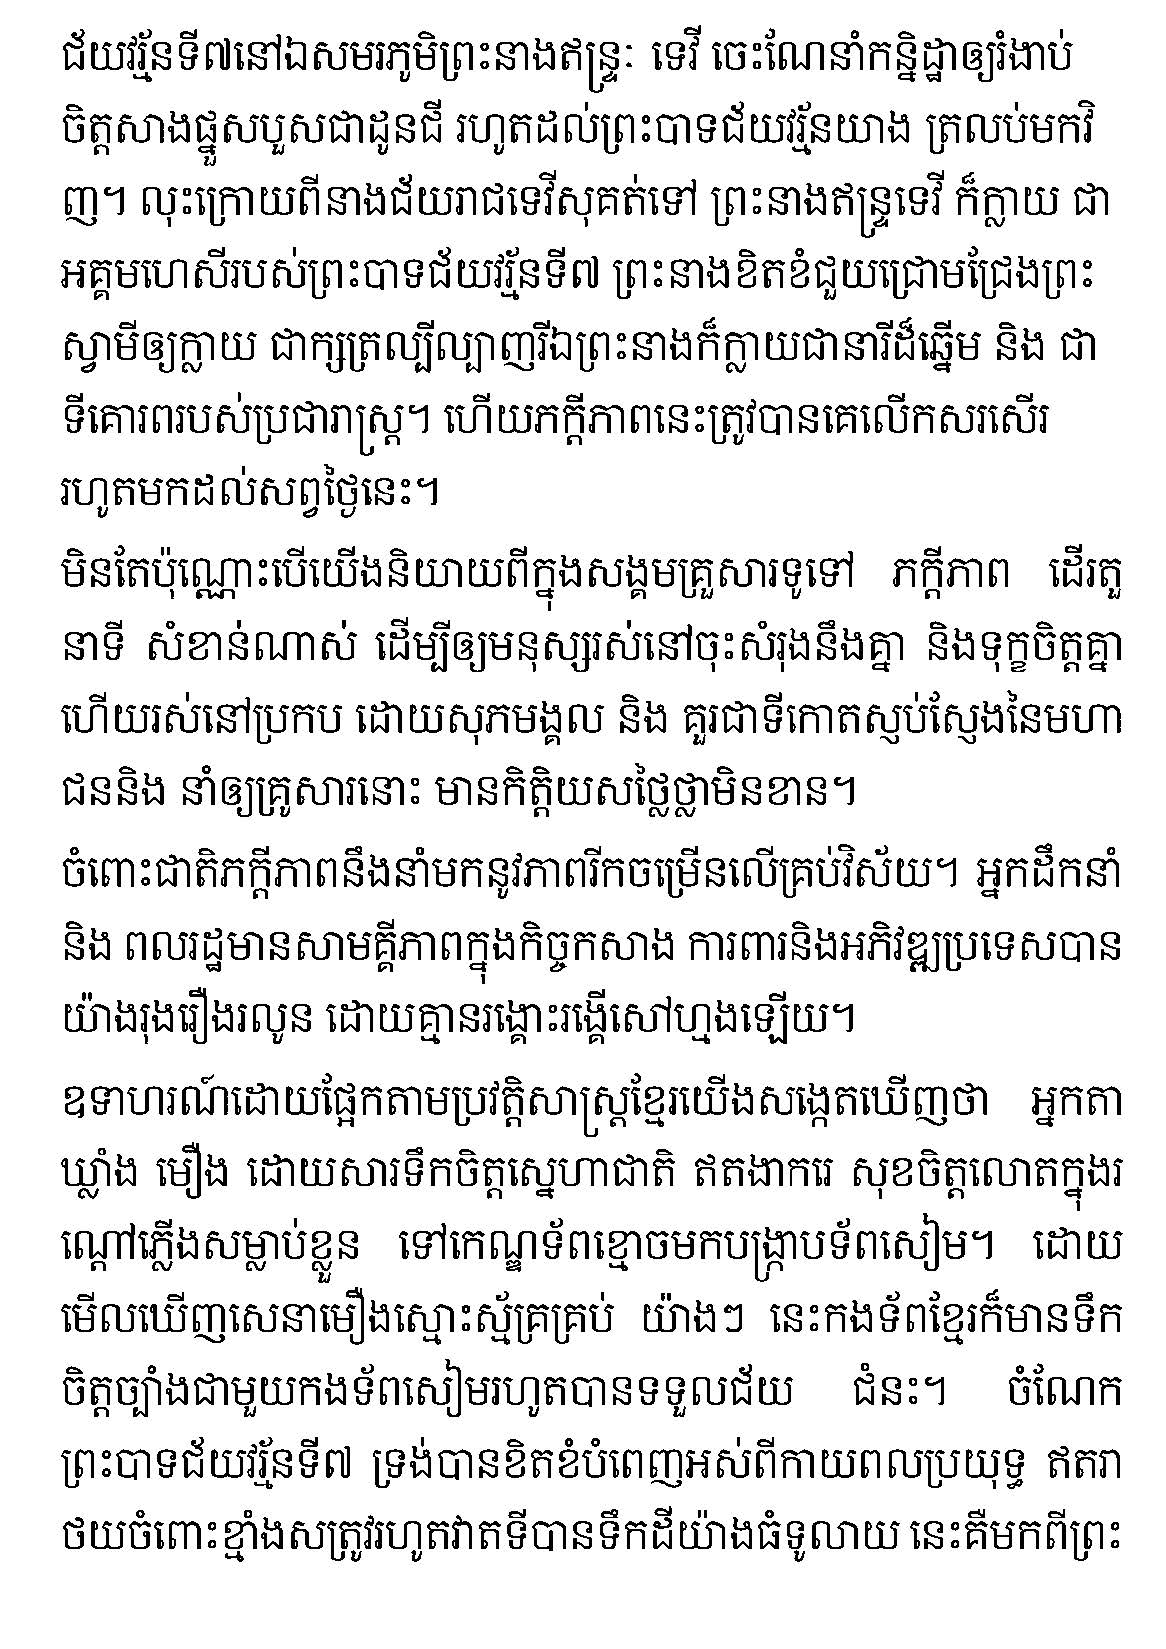 ជ័យវរ្ម័នទី៧នៅឯសមរភូមិព្រះនាងឥន្ទ្រៈ ទេវី ចេះណែនាំកន្និដ្ឋាឲ្យរំងាប់
ចិត្តសាងផ្នួសបួសជាដូនជី រហូតដល់ព្រះបាទជ័យវរ្ម័នយាង ត្រលប់មកវិ
ញ។ លុះក្រោយពីនាងជ័យរាជទេវីសុគត់ទៅ ព្រះនាងឥន្ទ្រទេវី ក៏ក្លាយ ជា
អគ្គមហេសីរបស់ព្រះបាទជ័យវរ្ម័នទី៧ ព្រះនាងខិតខំជួយជ្រោមជ្រែងព្រះ
ស្វាមីឲ្យក្លាយ ជាក្សត្រល្បីល្បាញរីឯព្រះនាងក៏ក្លាយជានារីដ៏ឆ្នើម និង ជា
ទីគោរពរបស់ប្រជារាស្ត្រ។ ហើយភក្ដីភាពនេះត្រូវបានគេលើកសរសើរ
រហូតមកដល់សព្វថ្ងៃនេះ។
មិនតែប៉ុណ្ណោះបើយើងនិយាយពីក្នុងសង្គមគ្រួសារទូទៅ ភក្ដីភាព ដើរតួ
នាទី សំខាន់ណាស់ ដើម្បីឲ្យមនុស្សរស់នៅចុះសំរុងនឹងគ្នា និងទុក្ខចិត្តគ្នា
ហើយរស់នៅប្រកប ដោយសុភមង្គល និង គួរជាទីកោតស្ញប់ស្ញែងនៃមហា
ជននិង នាំឲ្យគ្រូសារនោះ មានកិត្តិយសថ្លៃថ្លាមិនខាន។
ចំពោះជាតិភក្ដីភាពនឹងនាំមកនូវភាពរីកចម្រើនលើគ្រប់វិស័យ។ អ្នកដឹកនាំ
និង ពលរដ្ឋមានសាមគ្គីភាពក្នុងកិច្ចកសាង ការពារនិងអភិវឌ្ឍប្រទេសបាន
យ៉ាងរុងរឿងរលូន ដោយគ្មានរង្គោះរង្គើសៅហ្មងឡើយ។
ឧទាហរណ៍ដោយផ្អែកតាមប្រវត្តិសាស្ត្រខ្មែរយើងសង្កេតឃើញថា អ្នកតា
ឃ្លាំង មឿង ដោយសារទឹកចិត្តស្នេហាជាតិ ឥតងាករេ សុខចិត្តលោតក្នុងរ
ណ្ដៅភ្លើងសម្លាប់ខ្លួន ទៅកេណ្ឌទ័ពខ្មោចមកបង្ក្រាបទ័ពសៀម។ ដោយ
មើលឃើញសេនាមឿងស្មោះស្ម័គ្រគ្រប់ យ៉ាងៗ នេះកងទ័ពខ្មែរក៏មានទឹក
ចិត្តច្បាំងជាមួយកងទ័ពសៀមរហូតបានទទួលជ័យ ជំនះ។ ចំណែក
ព្រះបាទជ័យវរ្ម័នទី៧ ទ្រង់បានខិតខំបំពេញអស់ពីកាយពលប្រយុទ្ធ ឥតរា
ថយចំពោះខ្មាំងសត្រូវរហូតវាតទីបានទឹកដីយ៉ាងធំទូលាយ នេះគឺមកពីព្រះ